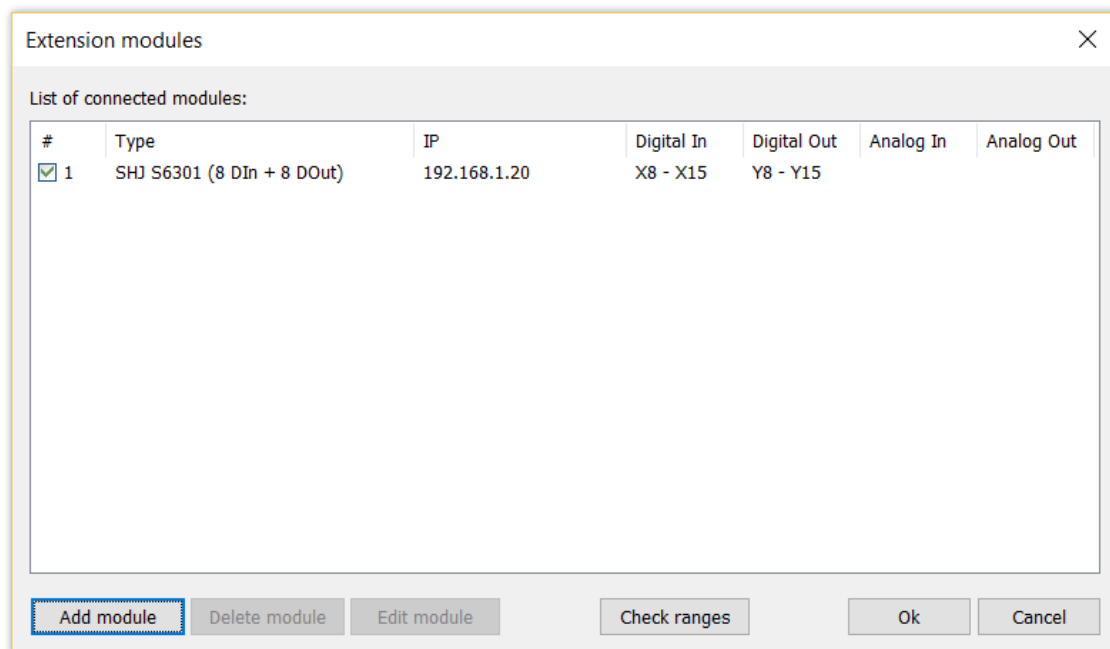 Extension modules
List of connected modules:
# Type IP Digital In Digital Out Analog In Analog Out
1 SHJ S6301 (8 DIn + 8 DOut) 192.168.1.20 X8 - X15 Y8 - Y15
Add module Delete module Edit module Check ranges Ok Cancel